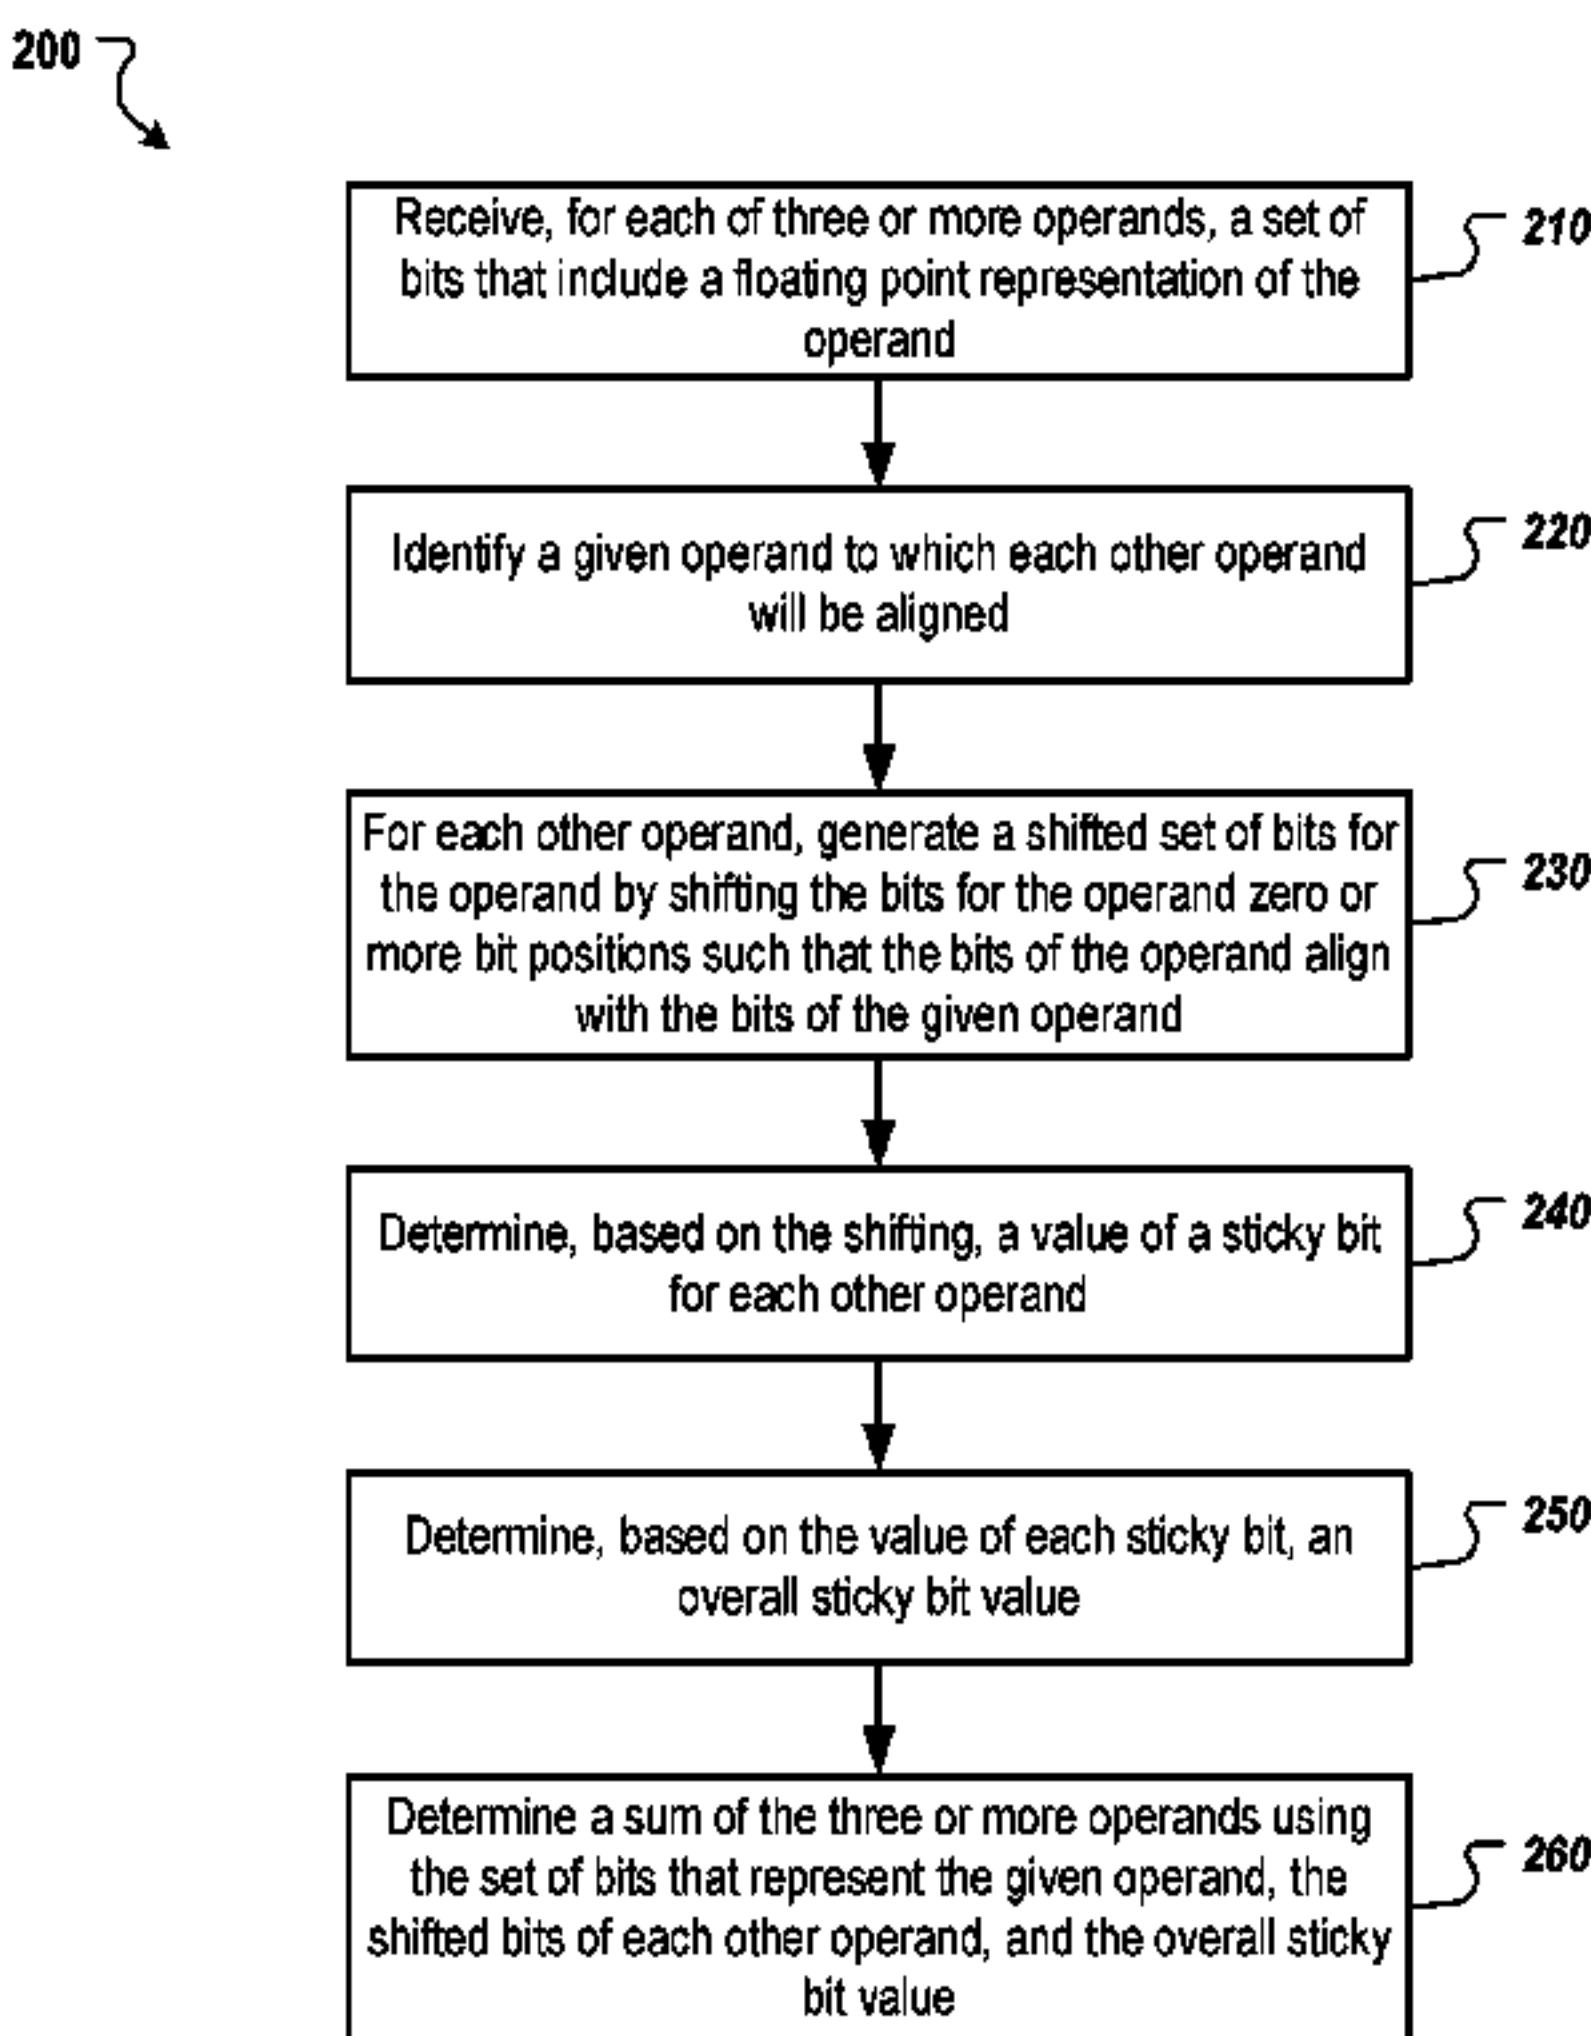 200
Receive, for each of three or more operands, a set of
bits that include a floating point representation of the
operand
210
Identify a given operand to which each other operand
will be aligned
220
For each other operand, generate a shifted set of bits for
the operand by shifting the bits for the operand zero or
more bit positions such that the bits of the operand align
with the bits of the given operand
230
Determine, based on the shifting, a value of a sticky bit
for each other operand
240
Determine, based on the value of each sticky bit, an
overall sticky bit value
250
Determine a sum of the three or more operands using
the set of bits that represent the given operand, the
shifted bits of each other operand, and the overall sticky
bit value
260